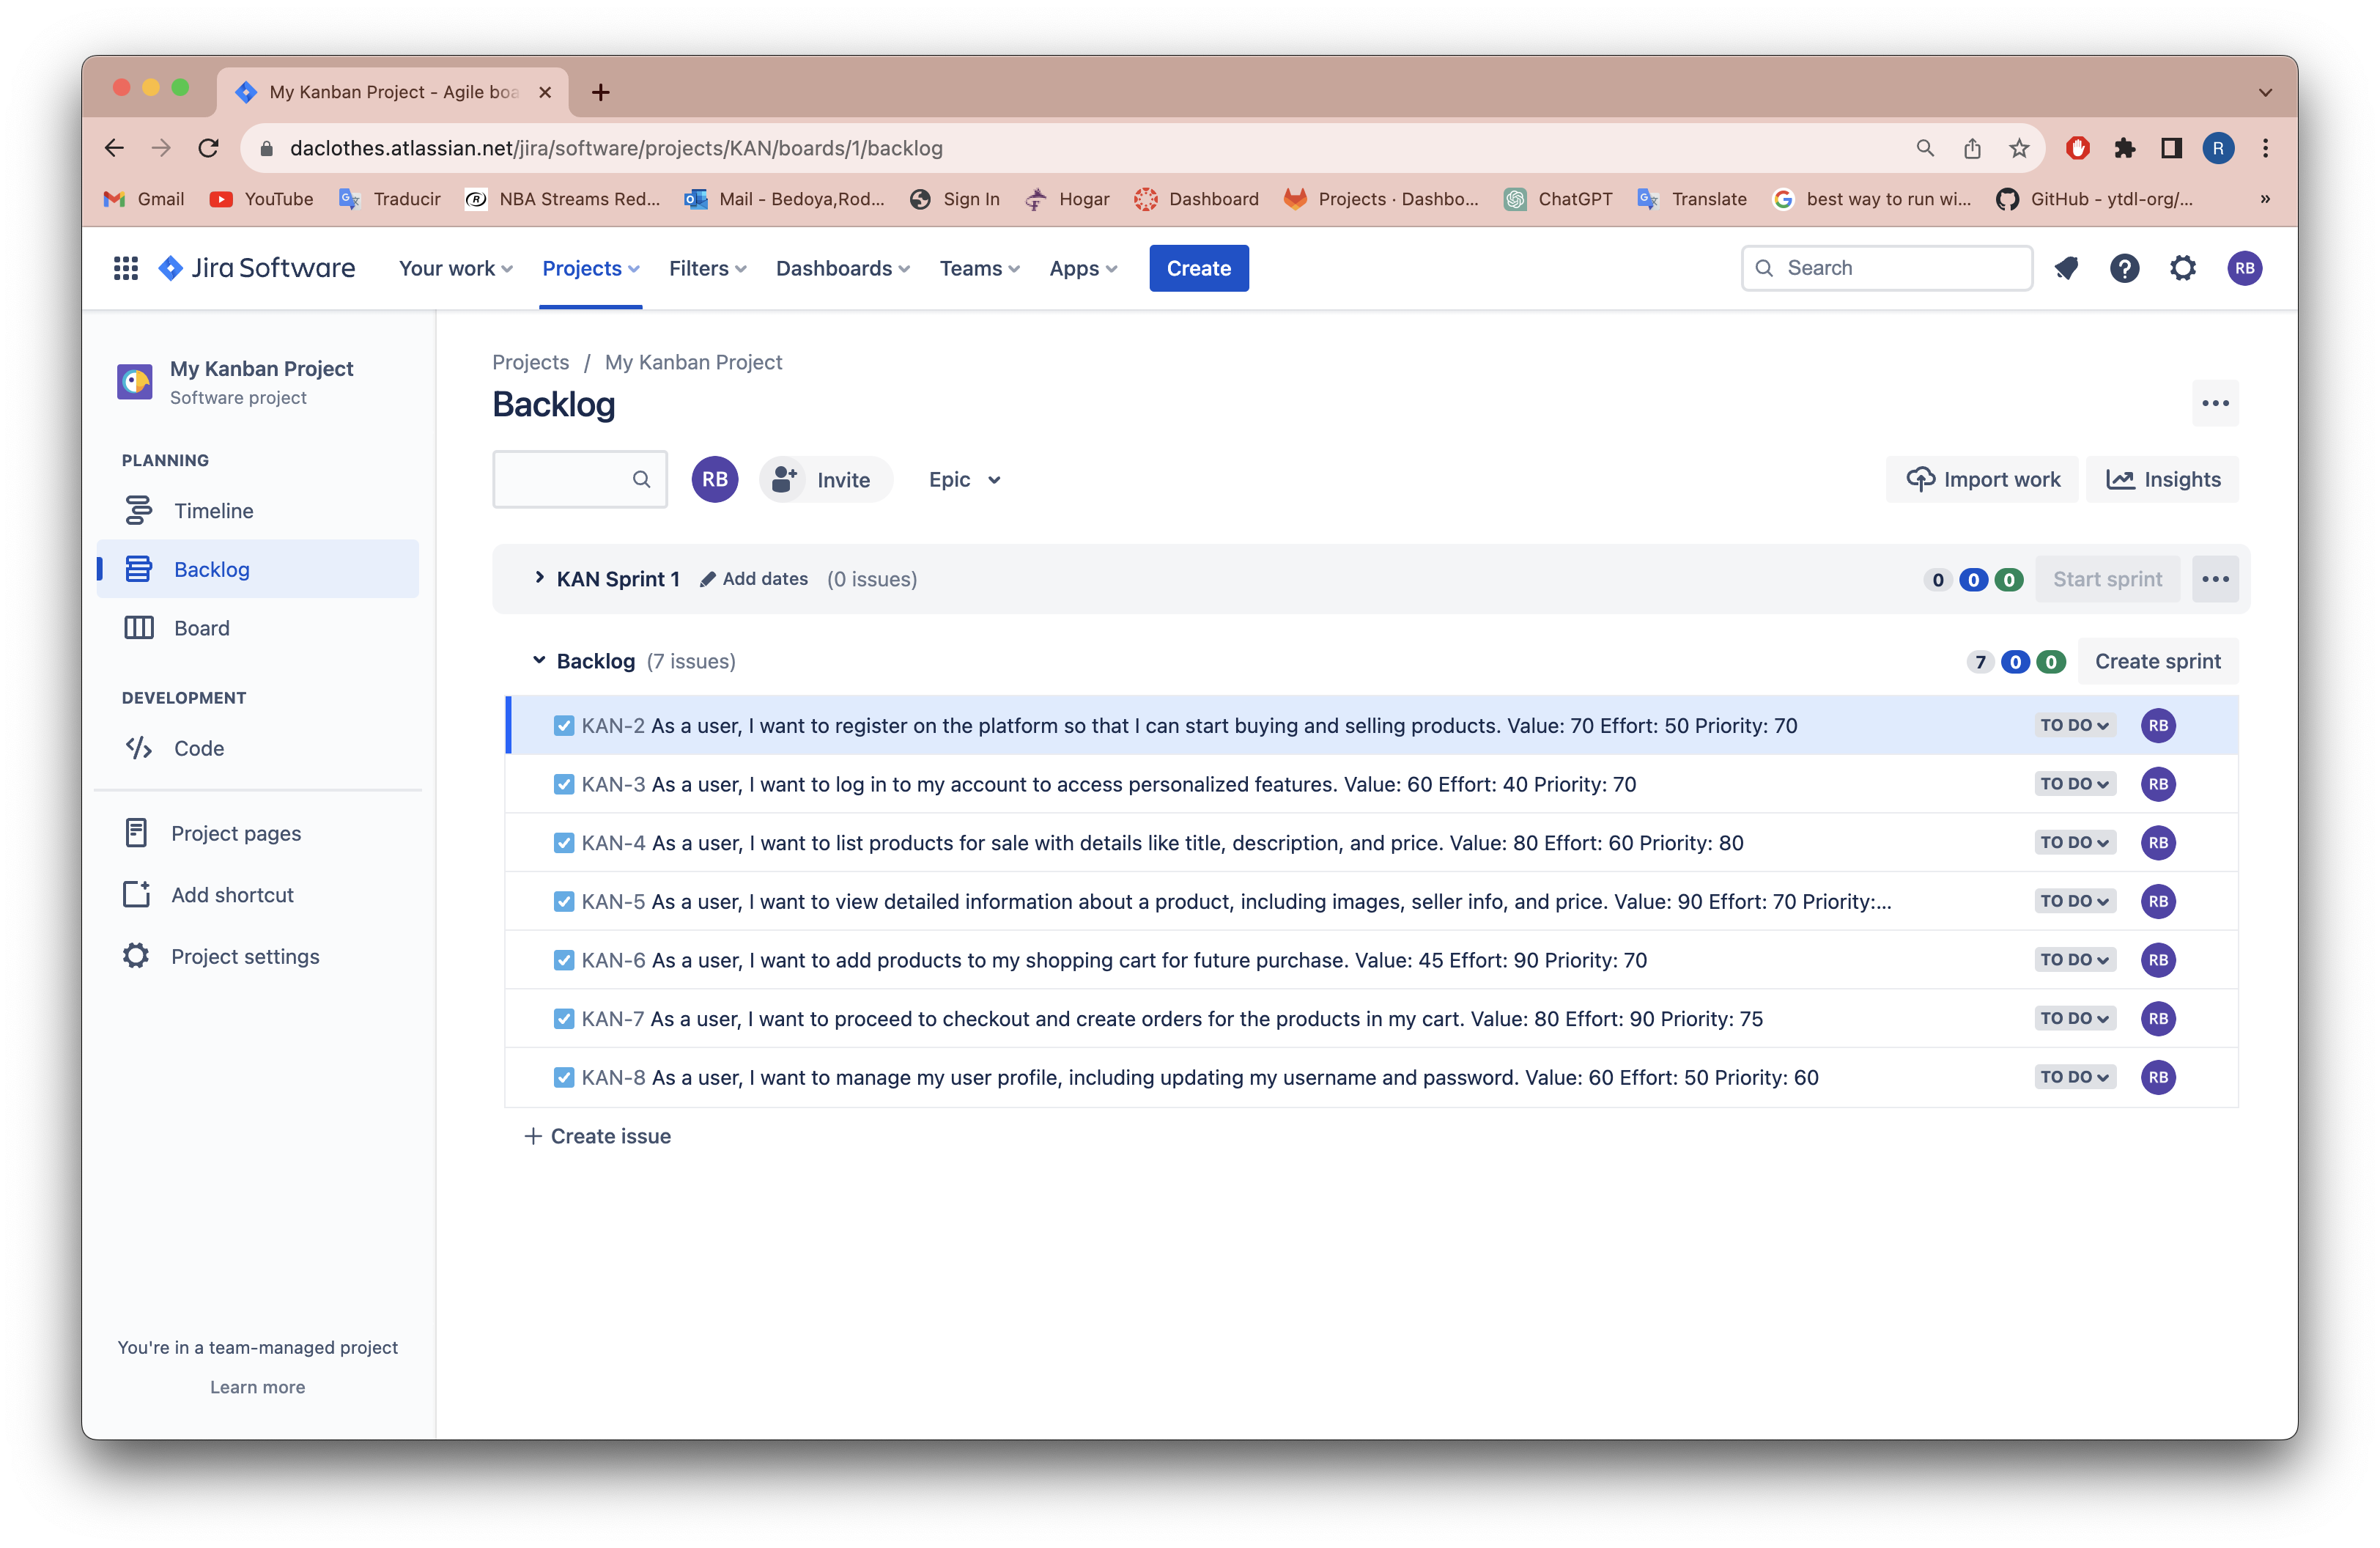 My Kanban Project - Agile boa
daclothes.atlassian.net/jira/software/projects/KAN/boards/1/backlog
R
Gmail YouTube Traducir NBA Streams Red... Mail - Bedoya,Rod... Sign In Hogar Dashboard Projects · Dashbo... ChatGPT Translate best way to run wi... GitHub - ytdl-org/... »
Jira Software Your work Projects Filters Dashboards Teams Apps Create Search RB
My Kanban Project
Software project
PLANNING
Timeline
Backlog
Board
DEVELOPMENT
Code
Project pages
Add shortcut
Project settings
You're in a team-managed project
Learn more
Projects / My Kanban Project
Backlog
RB Invite Epic Import work Insights
KAN Sprint 1 Add dates (0 issues) 0 0 0 Start sprint
Backlog (7 issues) 7 0 0 Create sprint
KAN-2 As a user, I want to register on the platform so that I can start buying and selling products. Value: 70 Effort: 50 Priority: 70 TO DO RB
KAN-3 As a user, I want to log in to my account to access personalized features. Value: 60 Effort: 40 Priority: 70 TO DO RB
KAN-4 As a user, I want to list products for sale with details like title, description, and price. Value: 80 Effort: 60 Priority: 80 TO DO RB
KAN-5 As a user, I want to view detailed information about a product, including images, seller info, and price. Value: 90 Effort: 70 Priority:... TO DO RB
KAN-6 As a user, I want to add products to my shopping cart for future purchase. Value: 45 Effort: 90 Priority: 70 TO DO RB
KAN-7 As a user, I want to proceed to checkout and create orders for the products in my cart. Value: 80 Effort: 90 Priority: 75 TO DO RB
KAN-8 As a user, I want to manage my user profile, including updating my username and password. Value: 60 Effort: 50 Priority: 60 TO DO RB
+ Create issue